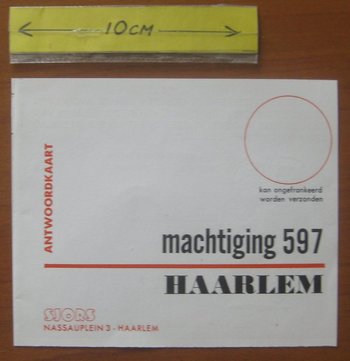 10CM
ANTWOORDKAART
kan ongefrankeerd
worden verzonden
machtiging 597
HAARLEM
SJORS
NASSAUPLEIN 3 - HAARLEM